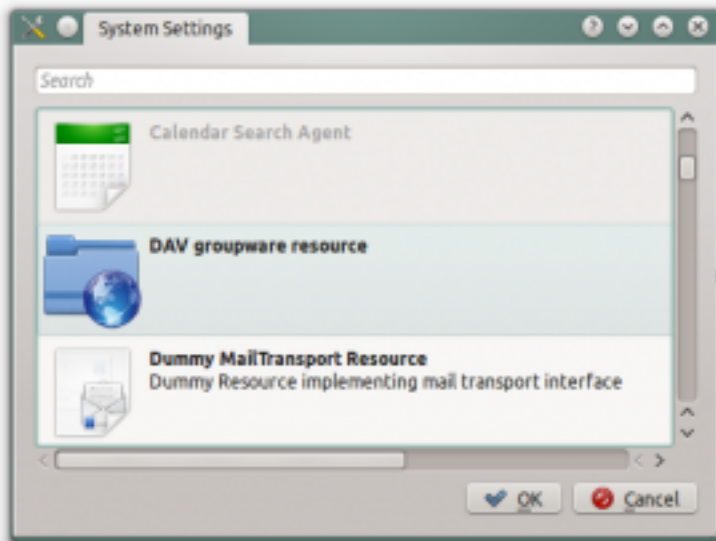 System Settings
Search
Calendar Search Agent
DAV groupware resource
Dummy MailTransport Resource
Dummy Resource implementing mail transport interface
OK
Cancel